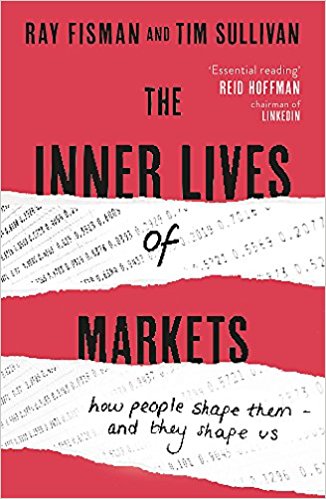 RAY FISMAN AND TIM SULLIVAN
'Essential reading'
REID HOFFMAN
chairman of
LINKEDIN
THE
INNER LIVES
of
MARKETS
how people shape them -
and they shape us